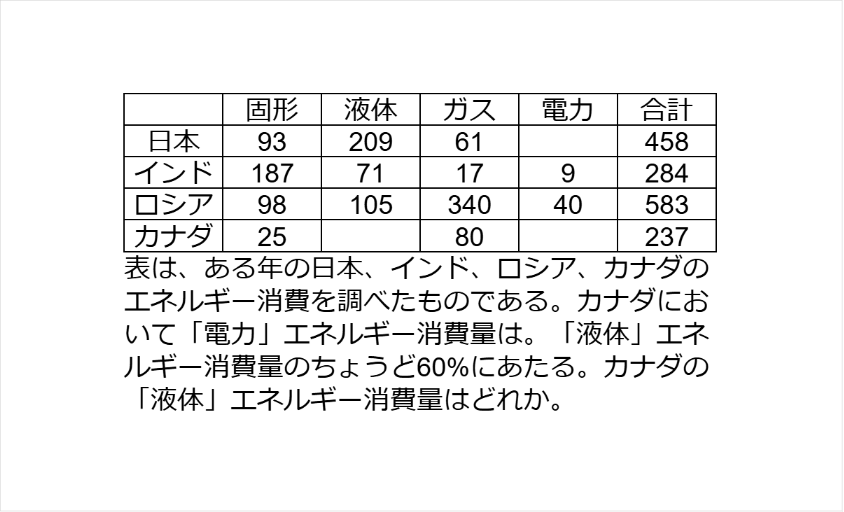 固形 液体 ガス 電力 合計
日本 93 209 61 458
インド 187 71 17 9 284
ロシア 98 105 340 40 583
カナダ 25 80 237
表は、ある年の日本、インド、ロシア、カナダの
エネルギー消費を調べたものである。カナダにお
いて「電力」エネルギー消費量は。「液体」エネ
ルギー消費量のちょうど60%にあたる。カナダの
「液体」エネルギー消費量はどれか。